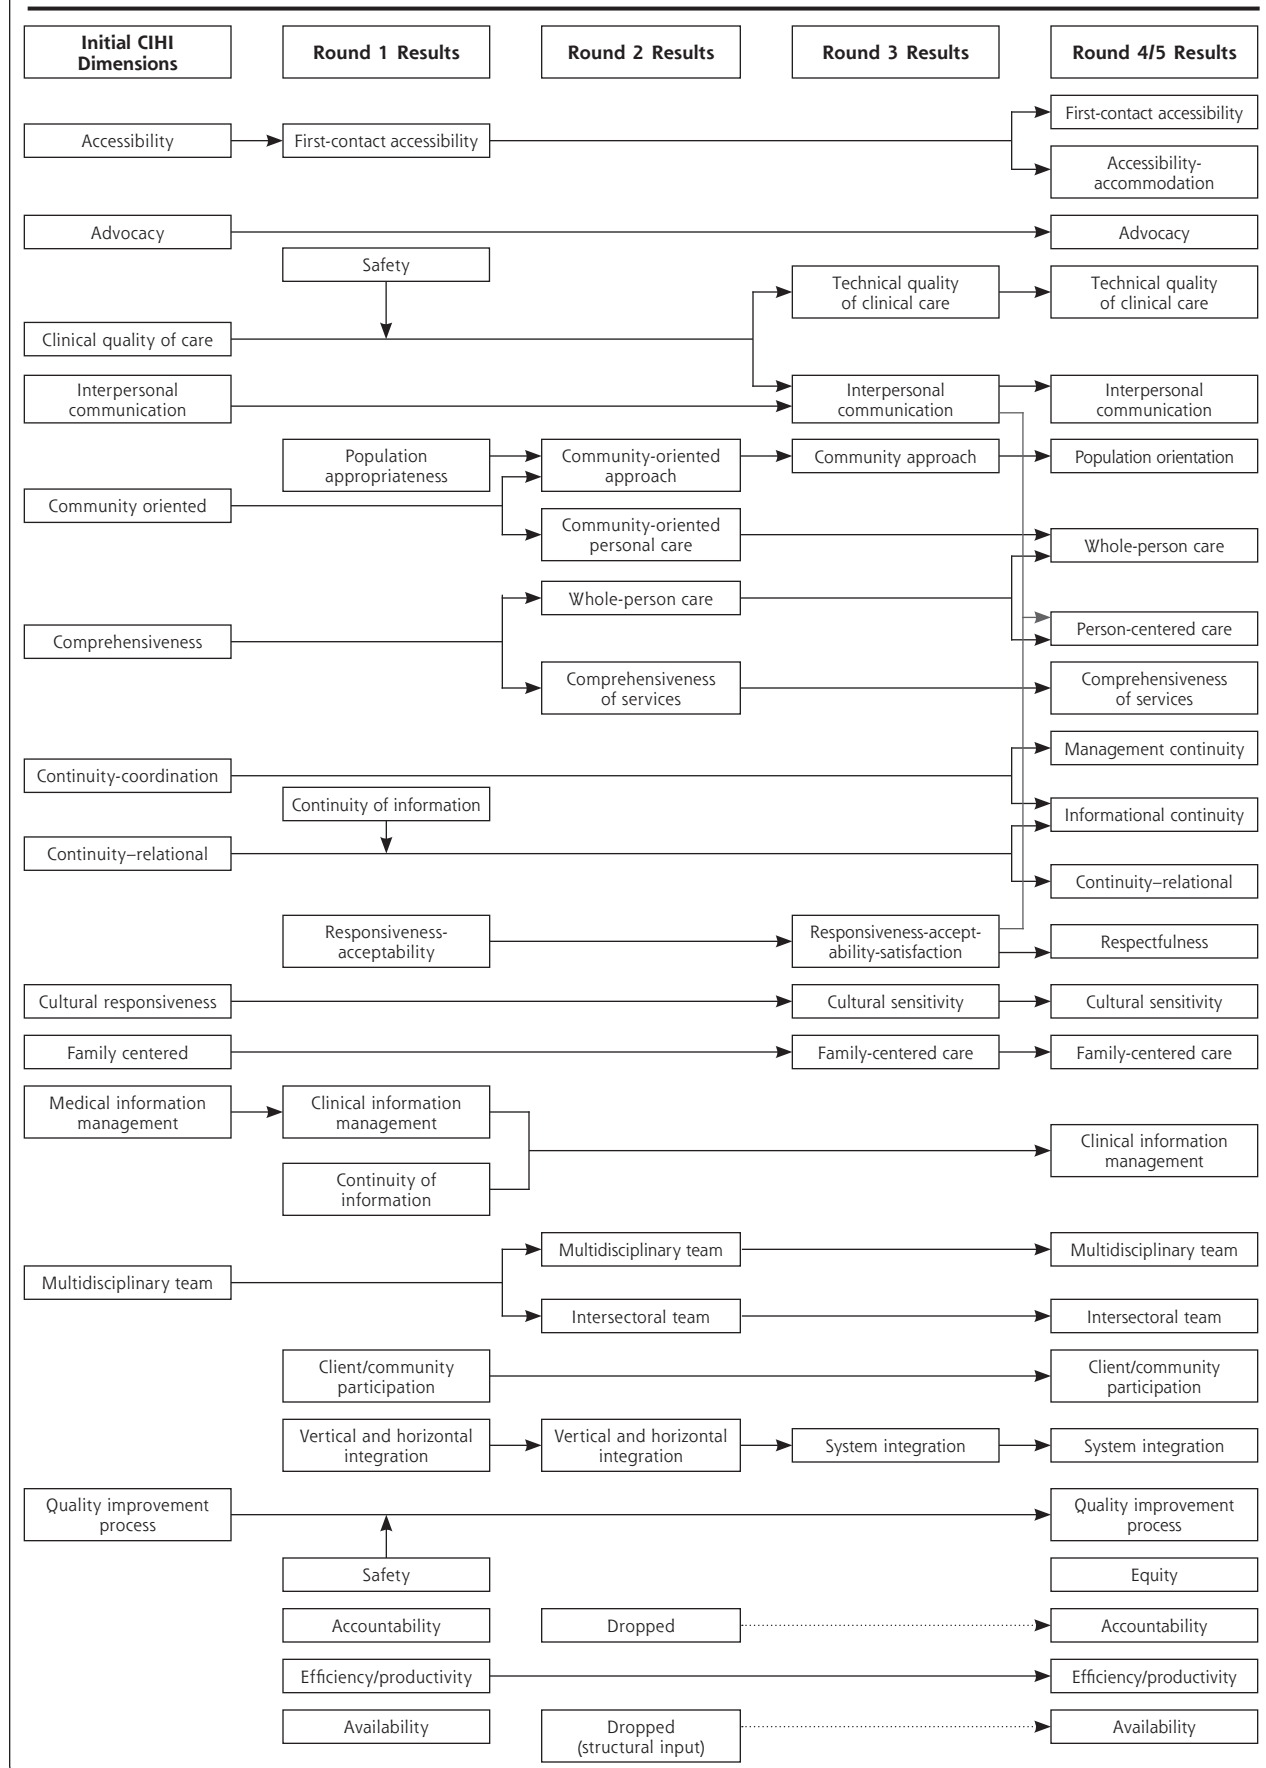 Initial CIHI
Dimensions
Round 1 Results
Round 2 Results
Round 3 Results
Round 4/5 Results
First-contact accessibility
Accessibility
First-contact accessibility
Accessibility-
accommodation
Advocacy
Advocacy
Safety
Technical quality
of clinical care
Technical quality
of clinical care
Clinical quality of care
Interpersonal
communication
Interpersonal
communication
Interpersonal
communication
Population
appropriateness
Community-oriented
approach
Community approach
Population orientation
Community oriented
Community-oriented
personal care
Whole-person care
Whole-person care
Comprehensiveness
Person-centered care
Comprehensiveness
of services
Comprehensiveness
of services
Management continuity
Continuity-coordination
Continuity of information
Informational continuity
Continuity–relational
Continuity–relational
Responsiveness-
acceptability
Responsiveness-accept-
ability-satisfaction
Respectfulness
Cultural responsiveness
Cultural sensitivity
Cultural sensitivity
Family centered
Family-centered care
Family-centered care
Medical information
management
Clinical information
management
Clinical information
management
Continuity of
information
Multidisciplinary team
Multidisciplinary team
Multidisciplinary team
Intersectoral team
Intersectoral team
Client/community
participation
Client/community
participation
Vertical and horizontal
integration
Vertical and horizontal
integration
System integration
System integration
Quality improvement
process
Quality improvement
process
Safety
Equity
Accountability
Dropped
Accountability
Efficiency/productivity
Efficiency/productivity
Availability
Dropped
(structural input)
Availability